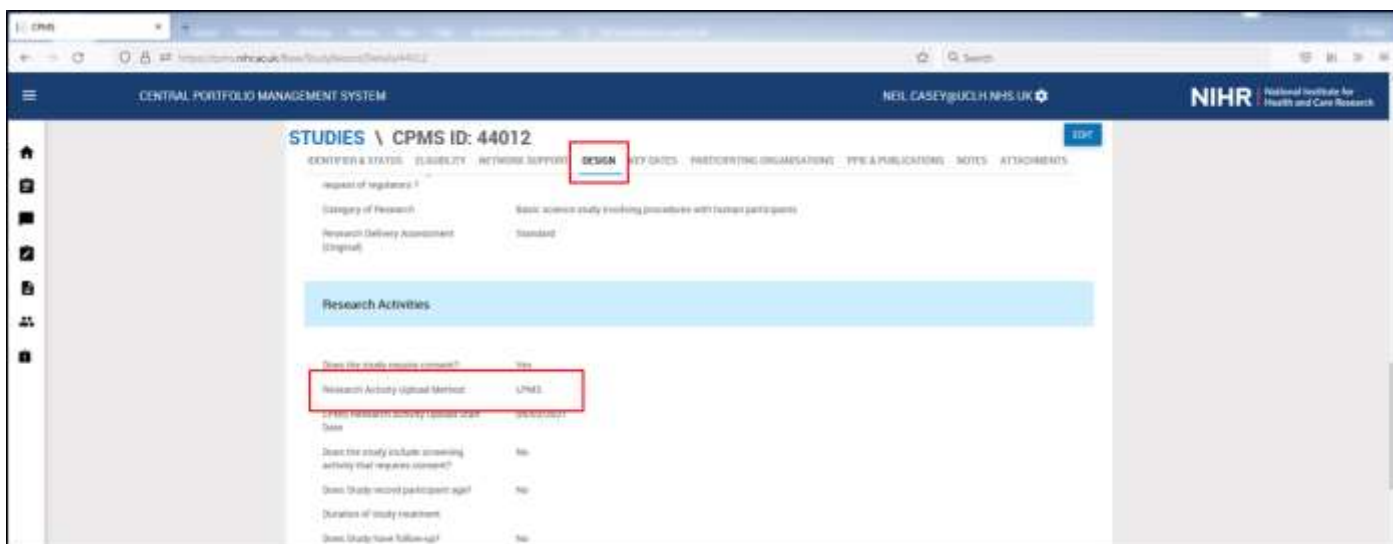 CPMS
Search
CENTRAL PORTFOLIO MANAGEMENT SYSTEM
NEIL.CASEY@UCLH.NHS.UK
NIHR | National Institute for
Health and Care Research
STUDIES \ CPMS ID: 44012
EDIT
IDENTIFIER & STATUS ELIGIBILITY NETWORK SUPPORT DESIGN KEY DATES PARTICIPATING ORGANISATIONS PPIE & PUBLICATIONS NOTES ATTACHMENTS
request of regulators ?
Category of Research Basic science study involving procedures with human participants
Research Delivery Assessment Standard
(Original)
Research Activities
Does the study require consent? Yes
Research Activity Upload Method LPMS
LPMS Research Activity Upload Start
Date
Does the study include screening No
activity that requires consent?
Does Study record participant age? No
Duration of study treatment
Does Study have follow-up? No